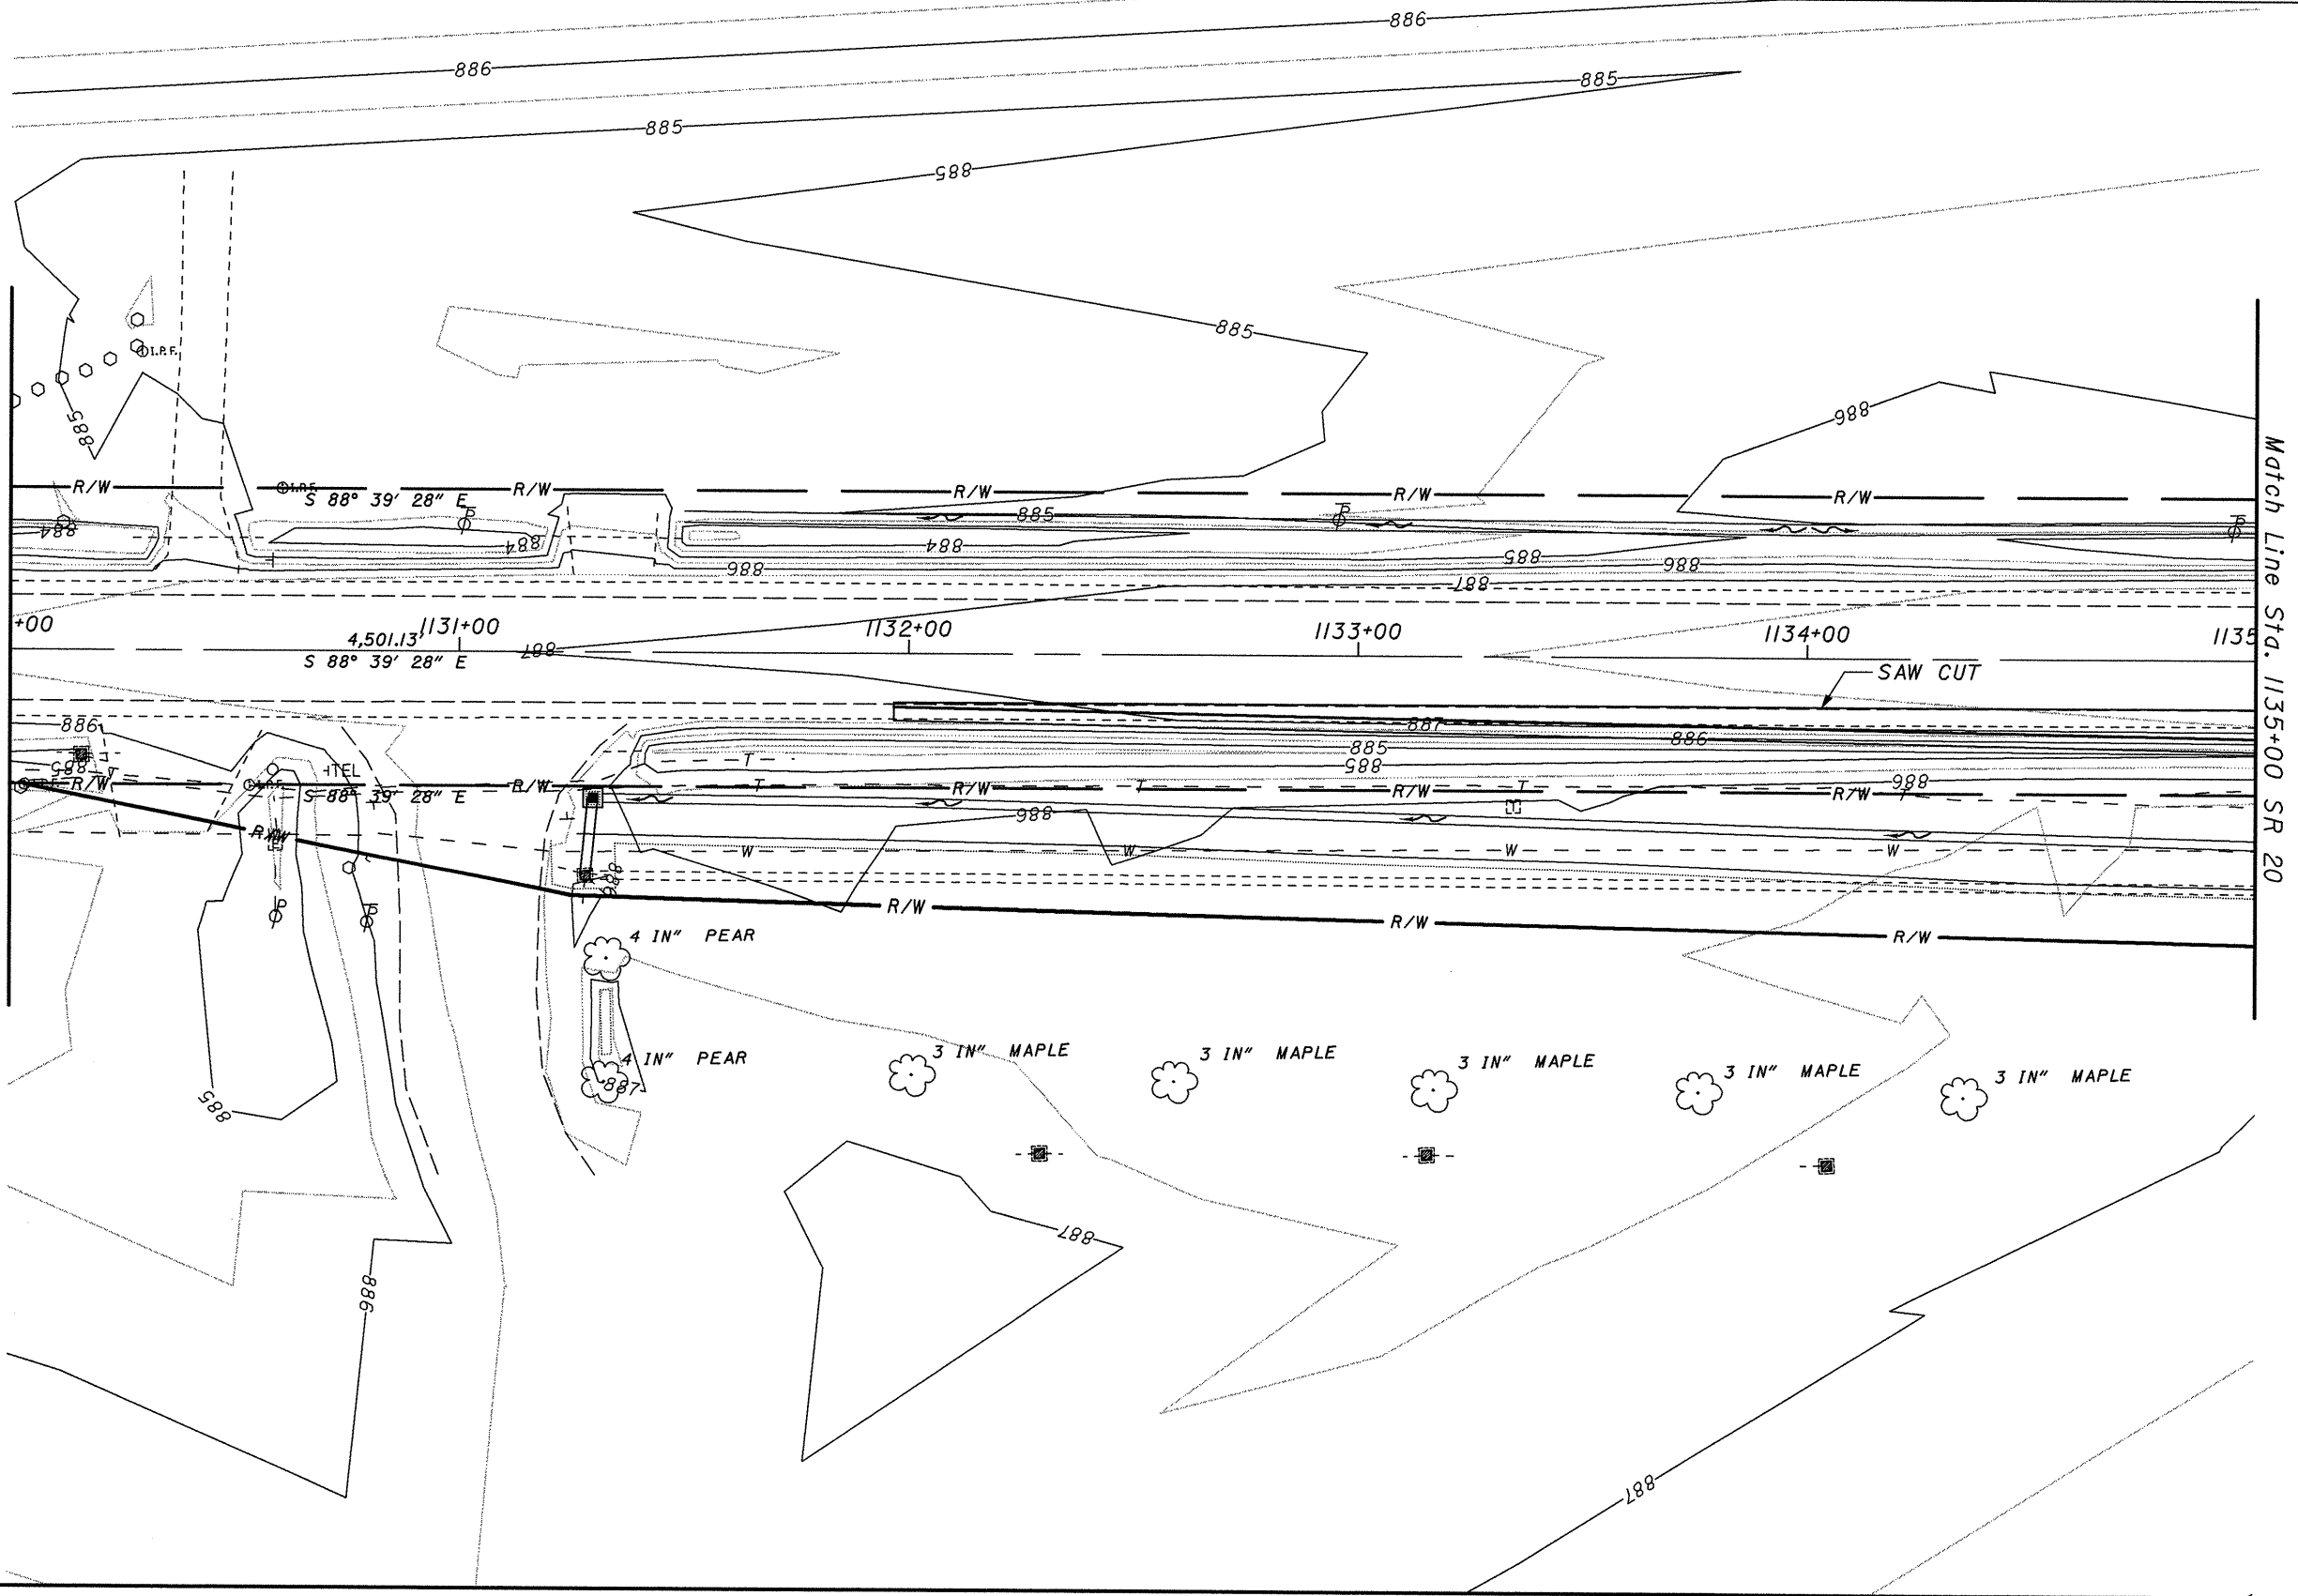 886
886
885
885
885
885
I.P.F.
885
886
R/W
I.P.F.
S 88° 39' 28" E
R/W
R/W
R/W
R/W
P
P
P
884
884
884
885
885
886
886
887
+00
4,501.13'
1131+00
1132+00
1133+00
1134+00
1135
S 88° 39' 28" E
887
SAW CUT
Match Line Sta. 1135+00 SR 20
886
887
886
885
885
885
TEL
T
T
T
T
T
R/W
R/W
R/W
R/W
R/W
886
S 88° 39' 28" E
R/W
886
T
W
W
W
W
886
R/W
R/W
R/W
P
P
4 IN" PEAR
4 IN" PEAR
887
3 IN" MAPLE
3 IN" MAPLE
3 IN" MAPLE
3 IN" MAPLE
3 IN" MAPLE
885
887
886
887